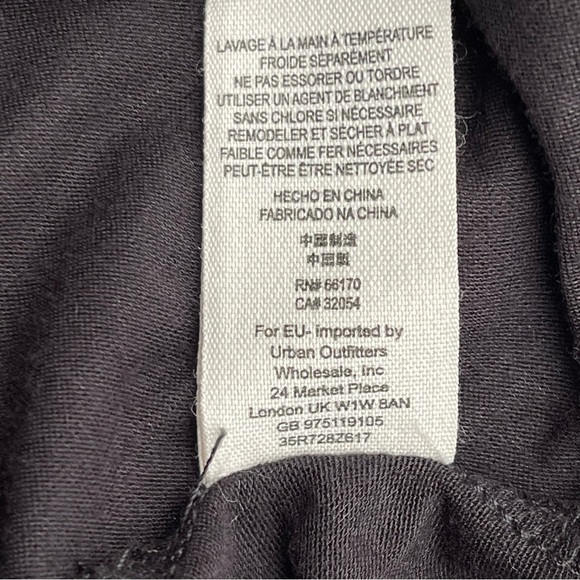 LAVAGE À LA MAIN À TEMPÉRATURE
FROIDE SÉPARÉMENT
NE PAS ESSORER OU TORDRE
UTILISER UN AGENT DE BLANCHIMENT
SANS CHLORE SI NÉCESSAIRE
REMODELER ET SÉCHER À PLAT
FAIBLE COMME FER NÉCESSAIRES
PEUT-ÊTRE ÊTRE NETTOYÉE SEC
HECHO EN CHINA
FABRICADO NA CHINA
中國制造
中国製
RN# 66170
CA# 32054
For EU- imported by
Urban Outfitters
Wholesale, Inc
24 Market Place
London UK W1W 8AN
GB 975119105
35R728Z617